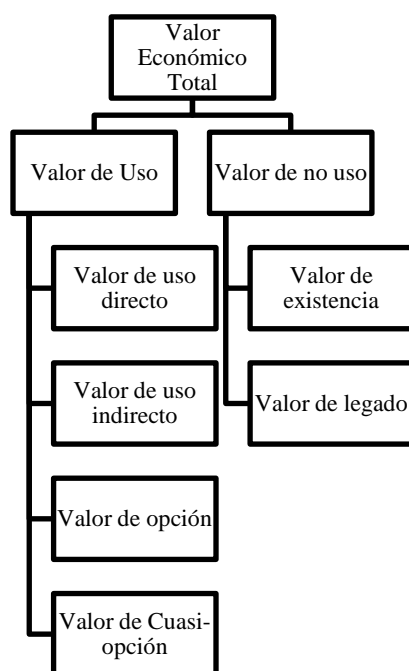 Valor
Económico
Total
Valor de Uso
Valor de no uso
Valor de uso
directo
Valor de
existencia
Valor de uso
indirecto
Valor de legado
Valor de opción
Valor de Cuasi-
opción